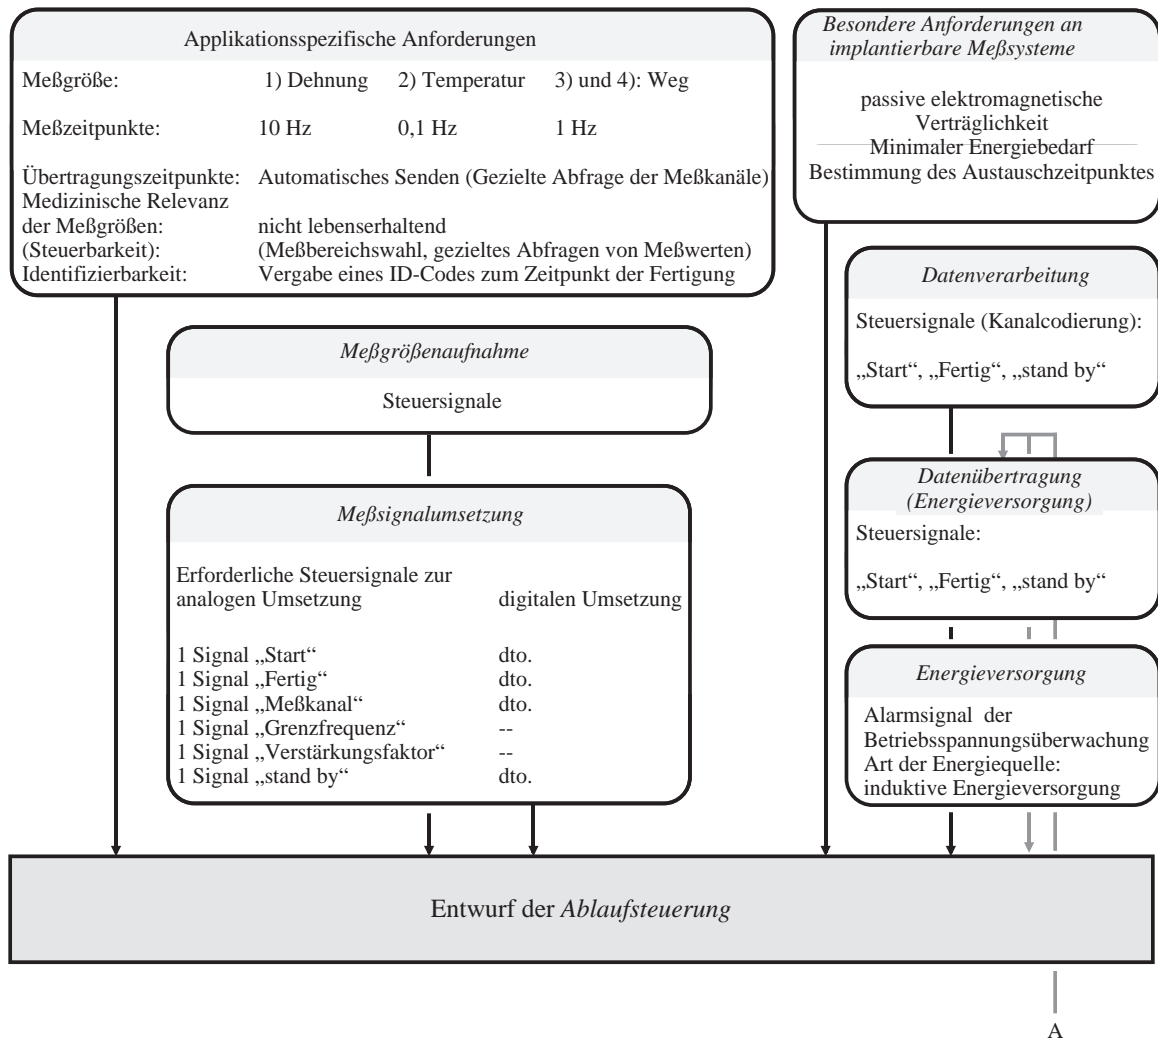 Applikationsspezifische Anforderungen
Meßgröße: 1) Dehnung 2) Temperatur 3) und 4): Weg
Meßzeitpunkte: 10 Hz 0,1 Hz 1 Hz
Übertragungszeitpunkte: Automatisches Senden (Gezielte Abfrage der Meßkanäle)
Medizinische Relevanz
der Meßgrößen: nicht lebenserhaltend
(Steuerbarkeit): (Meßbereichswahl, gezieltes Abfragen von Meßwerten)
Identifizierbarkeit: Vergabe eines ID-Codes zum Zeitpunkt der Fertigung
Besondere Anforderungen an
implantierbare Meßsysteme
passive elektromagnetische
Verträglichkeit
Minimaler Energiebedarf
Bestimmung des Austauschzeitpunktes
Meßgrößenaufnahme
Steuersignale
Meßsignalumsetzung
Erforderliche Steuersignale zur
analogen Umsetzung digitalen Umsetzung
1 Signal „Start“ dto.
1 Signal „Fertig“ dto.
1 Signal „Meßkanal“ dto.
1 Signal „Grenzfrequenz“ --
1 Signal „Verstärkungsfaktor“ --
1 Signal „stand by“ dto.
Datenverarbeitung
Steuersignale (Kanalcodierung):
„Start“, „Fertig“, „stand by“
Datenübertragung
(Energieversorgung)
Steuersignale:
„Start“, „Fertig“, „stand by“
Energieversorgung
Alarmsignal der
Betriebsspannungsüberwachung
Art der Energiequelle:
induktive Energieversorgung
Entwurf der Ablaufsteuerung
A